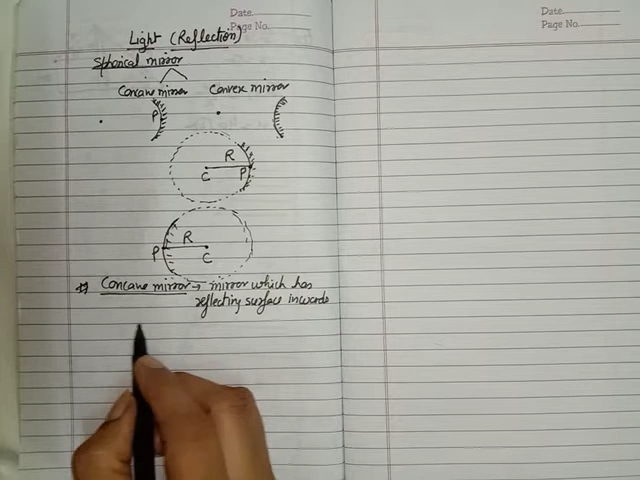 Date
Page No.
Date
Page No.
Light (Reflection)
Spherical mirror
Concave mirror Convex mirror
P
R
C P
R
P C
# Concave mirror → mirror which has
reflecting surface inwards